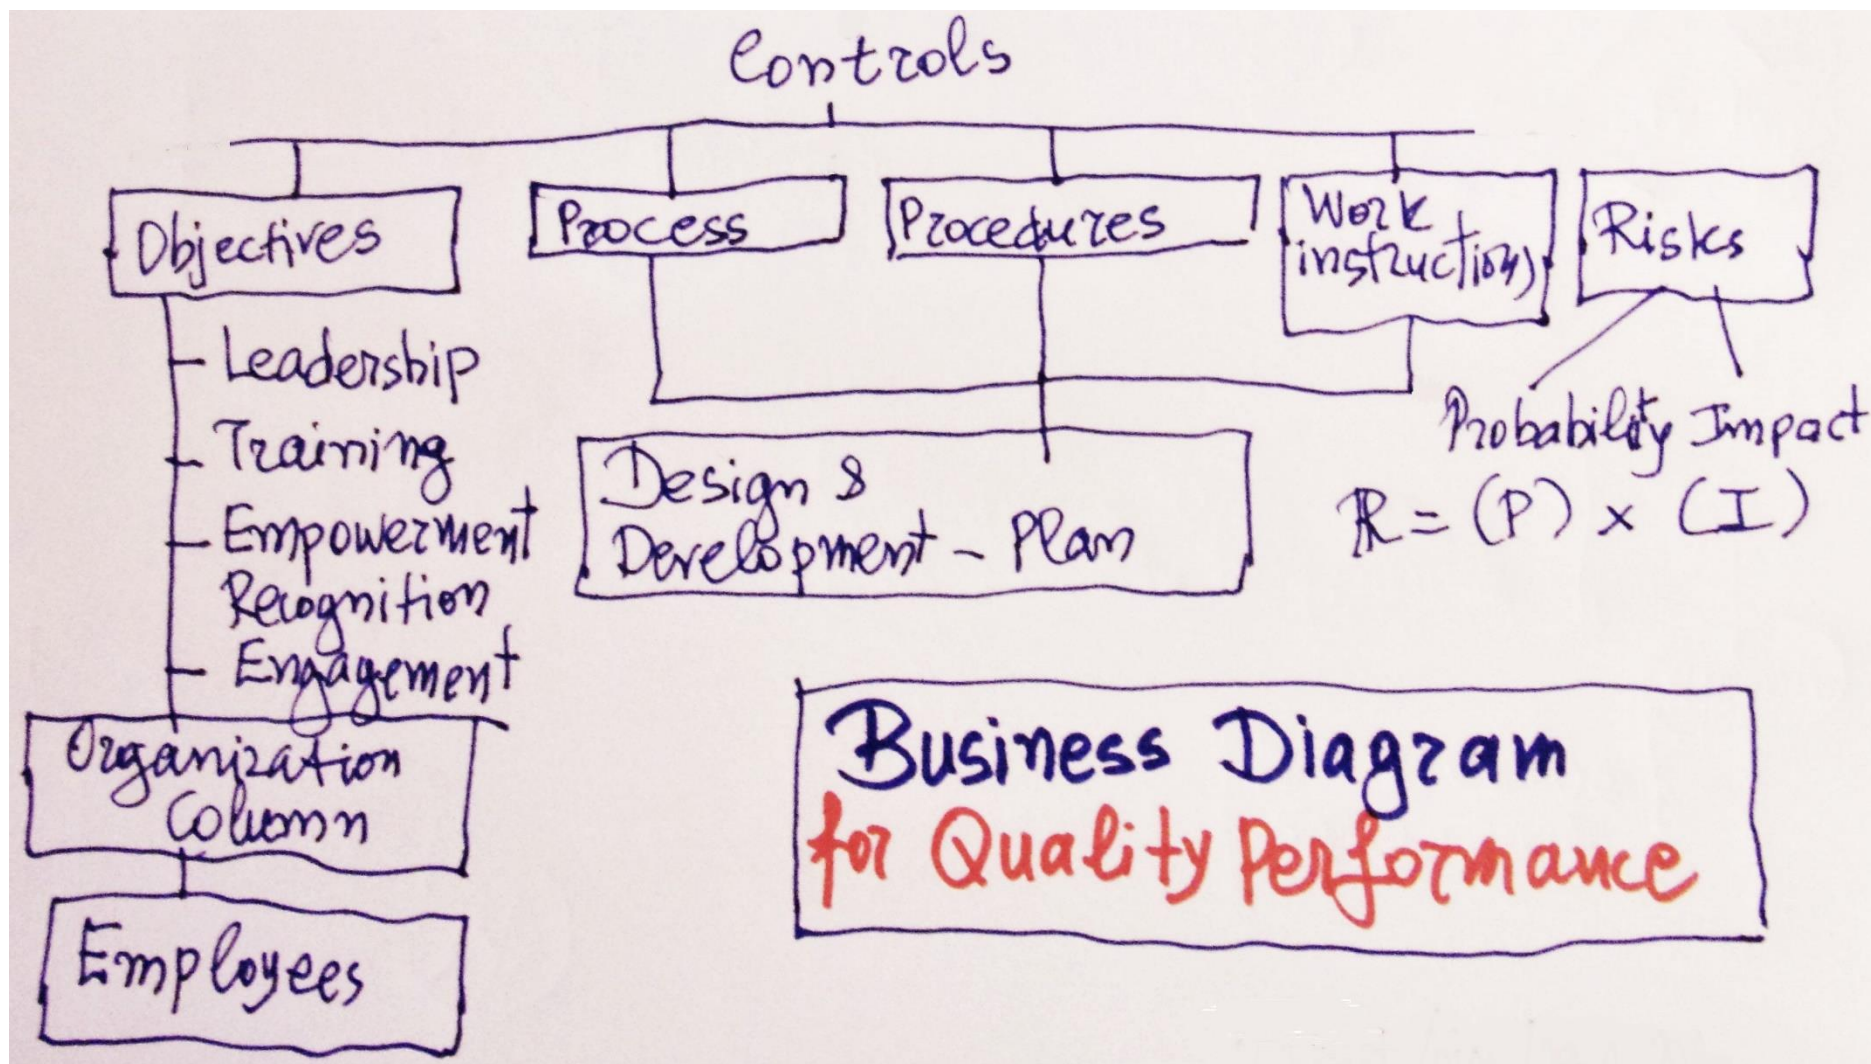 Controls
Objectives
Process
Procedures
Work
instructions
Risks
Leadership
Training
Empowerment
Recognition
Engagement
Organization
Column
Employees
Design &
Development - Plan
Probability Impact
R = (P) x (I)
Business Diagram
for Quality Performance